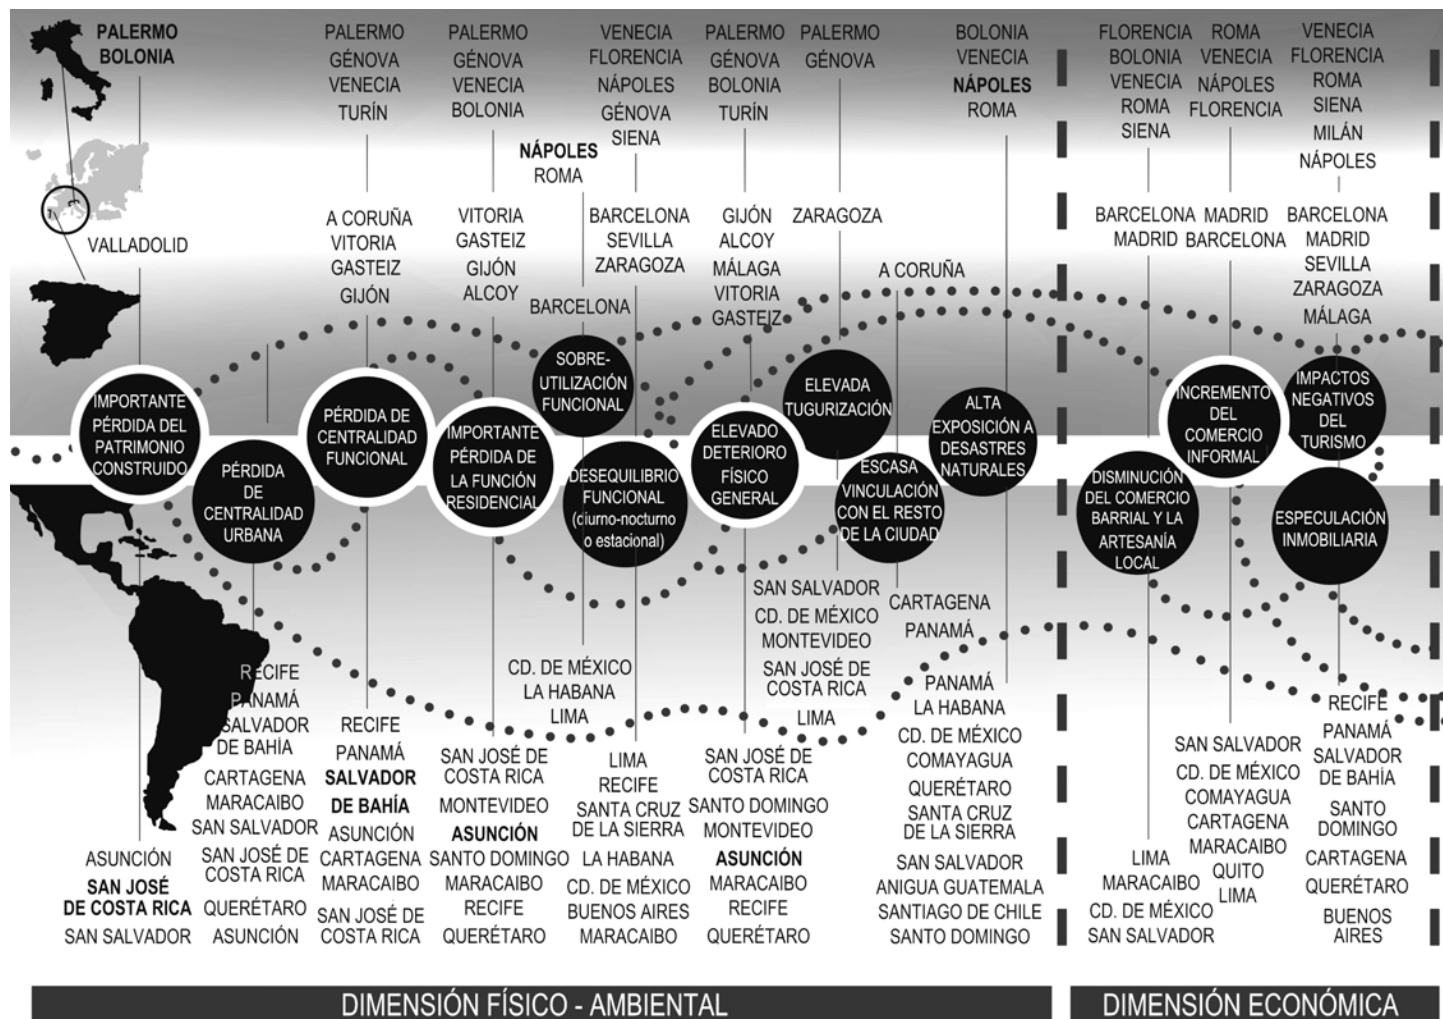 PALERMO
BOLONIA
PALERMO
GÉNOVA
VENECIA
TURÍN
PALERMO
GÉNOVA
VENECIA
BOLONIA
NÁPOLES
ROMA
VENECIA
FLORENCIA
NÁPOLES
GÉNOVA
SIENA
PALERMO
GÉNOVA
BOLONIA
TURÍN
PALERMO
GÉNOVA
BOLONIA
VENECIA
NÁPOLES
ROMA
FLORENCIA
BOLONIA
VENECIA
ROMA
SIENA
ROMA
VENECIA
NÁPOLES
FLORENCIA
VENECIA
FLORENCIA
ROMA
SIENA
MILÁN
NÁPOLES
VALLADOLID
A CORUÑA
VITORIA
GASTEIZ
GIJÓN
VITORIA
GASTEIZ
GIJÓN
ALCOY
BARCELONA
BARCELONA
SEVILLA
ZARAGOZA
GIJÓN
ALCOY
MÁLAGA
VITORIA
GASTEIZ
ZARAGOZA
A CORUÑA
BARCELONA
MADRID
MADRID
BARCELONA
BARCELONA
MADRID
SEVILLA
ZARAGOZA
MÁLAGA
IMPORTANTE
PÉRDIDA DEL
PATRIMONIO
CONSTRUIDO
PÉRDIDA
DE
CENTRALIDAD
URBANA
PÉRDIDA DE
CENTRALIDAD
FUNCIONAL
IMPORTANTE
PÉRDIDA DE
LA FUNCIÓN
RESIDENCIAL
SOBRE-
UTILIZACIÓN
FUNCIONAL
DESEQUILIBRIO
FUNCIONAL
(diurno-nocturno
o estacional)
ELEVADO
DETERIORO
FÍSICO
GENERAL
ELEVADA
TUGURIZACIÓN
ESCASA
VINCULACIÓN
CON EL RESTO
DE LA CIUDAD
ALTA
EXPOSICIÓN A
DESASTRES
NATURALES
DISMINUCIÓN
DEL COMERCIO
BARRIAL Y LA
ARTESANÍA
LOCAL
INCREMENTO
DEL
COMERCIO
INFORMAL
IMPACTOS
NEGATIVOS
DEL
TURISMO
ESPECULACIÓN
INMOBILIARIA
ASUNCIÓN
SAN JOSÉ
DE COSTA RICA
SAN SALVADOR
RECIFE
PANAMÁ
SALVADOR
DE BAHÍA
CARTAGENA
MARACAIBO
SAN SALVADOR
SAN JOSÉ DE
COSTA RICA
QUERÉTARO
ASUNCIÓN
RECIFE
PANAMÁ
SALVADOR
DE BAHÍA
ASUNCIÓN
CARTAGENA
MARACAIBO
SAN JOSÉ DE
COSTA RICA
SAN JOSÉ DE
COSTA RICA
MONTEVIDEO
ASUNCIÓN
SANTO DOMINGO
MARACAIBO
RECIFE
QUERÉTARO
CD. DE MÉXICO
LA HABANA
LIMA
LIMA
RECIFE
SANTA CRUZ
DE LA SIERRA
LA HABANA
CD. DE MÉXICO
BUENOS AIRES
MARACAIBO
SAN JOSÉ DE
COSTA RICA
SANTO DOMINGO
MONTEVIDEO
ASUNCIÓN
MARACAIBO
RECIFE
QUERÉTARO
SAN SALVADOR
CD. DE MÉXICO
MONTEVIDEO
SAN JOSÉ DE
COSTA RICA
LIMA
CARTAGENA
PANAMÁ
PANAMÁ
LA HABANA
CD. DE MÉXICO
COMAYAGUA
QUERÉTARO
SANTA CRUZ
DE LA SIERRA
SAN SALVADOR
ANIGUA GUATEMALA
SANTIAGO DE CHILE
SANTO DOMINGO
LIMA
MARACAIBO
CD. DE MÉXICO
SAN SALVADOR
SAN SALVADOR
CD. DE MÉXICO
COMAYAGUA
CARTAGENA
MARACAIBO
QUITO
LIMA
RECIFE
PANAMÁ
SALVADOR
DE BAHÍA
SANTO
DOMINGO
CARTAGENA
QUERÉTARO
BUENOS
AIRES
DIMENSIÓN FÍSICO - AMBIENTAL
DIMENSIÓN ECONÓMICA